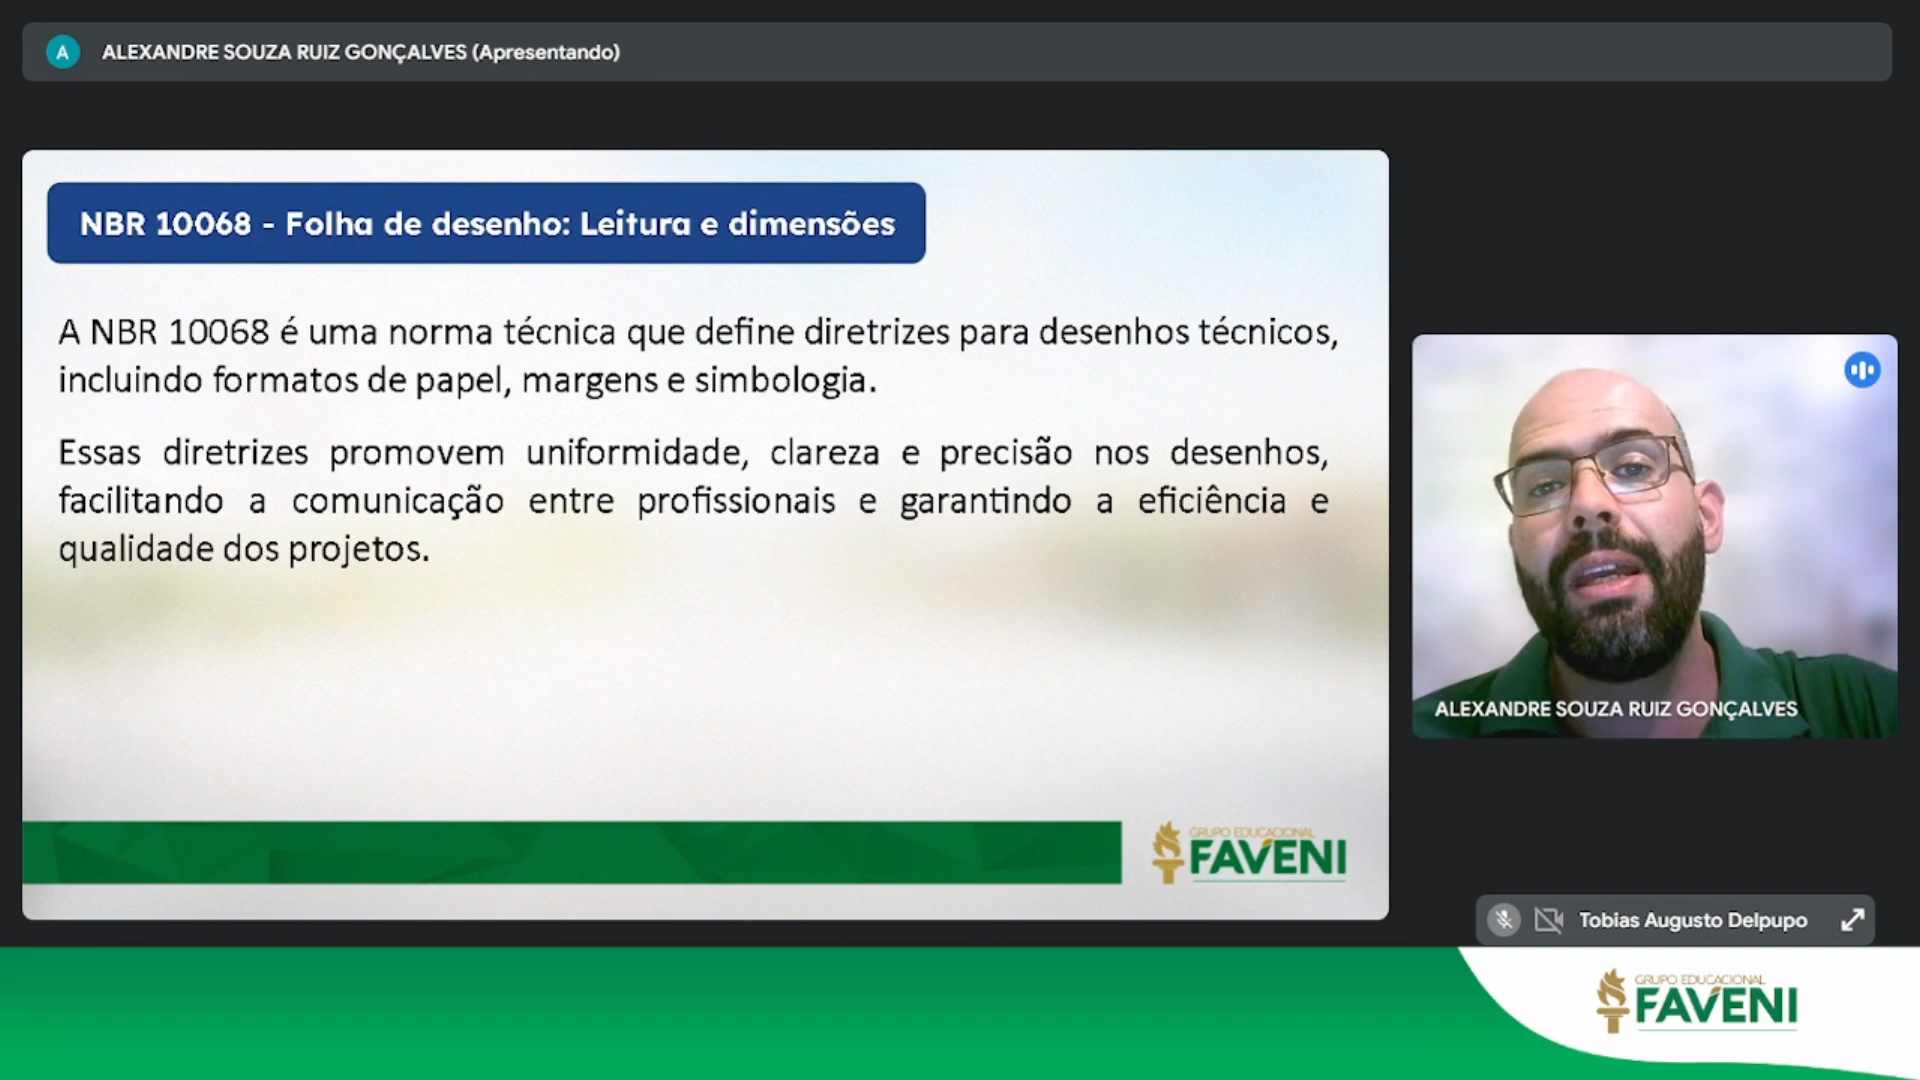 A
ALEXANDRE SOUZA RUIZ GONÇALVES (Apresentando)
NBR 10068 - Folha de desenho: Leitura e dimensões
A NBR 10068 é uma norma técnica que define diretrizes para desenhos técnicos,
incluindo formatos de papel, margens e simbologia.
Essas diretrizes promovem uniformidade, clareza e precisão nos desenhos,
facilitando a comunicação entre profissionais e garantindo a eficiência e
qualidade dos projetos.
GRUPO EDUCACIONAL
FAVENI
ALEXANDRE SOUZA RUIZ GONÇALVES
Tobias Augusto Delpupo
GRUPO EDUCACIONAL
FAVENI